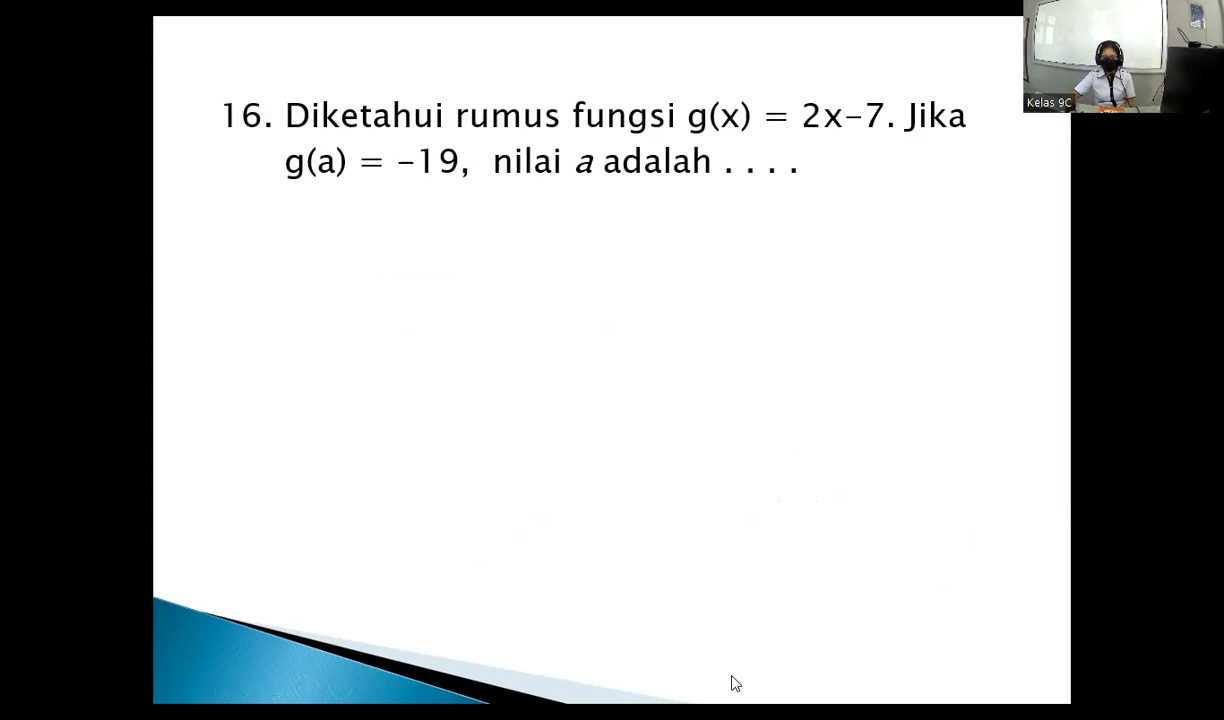 16. Diketahui rumus fungsi g(x) = 2x–7. Jika
g(a) = –19, nilai a adalah . . . .
Kelas 9C